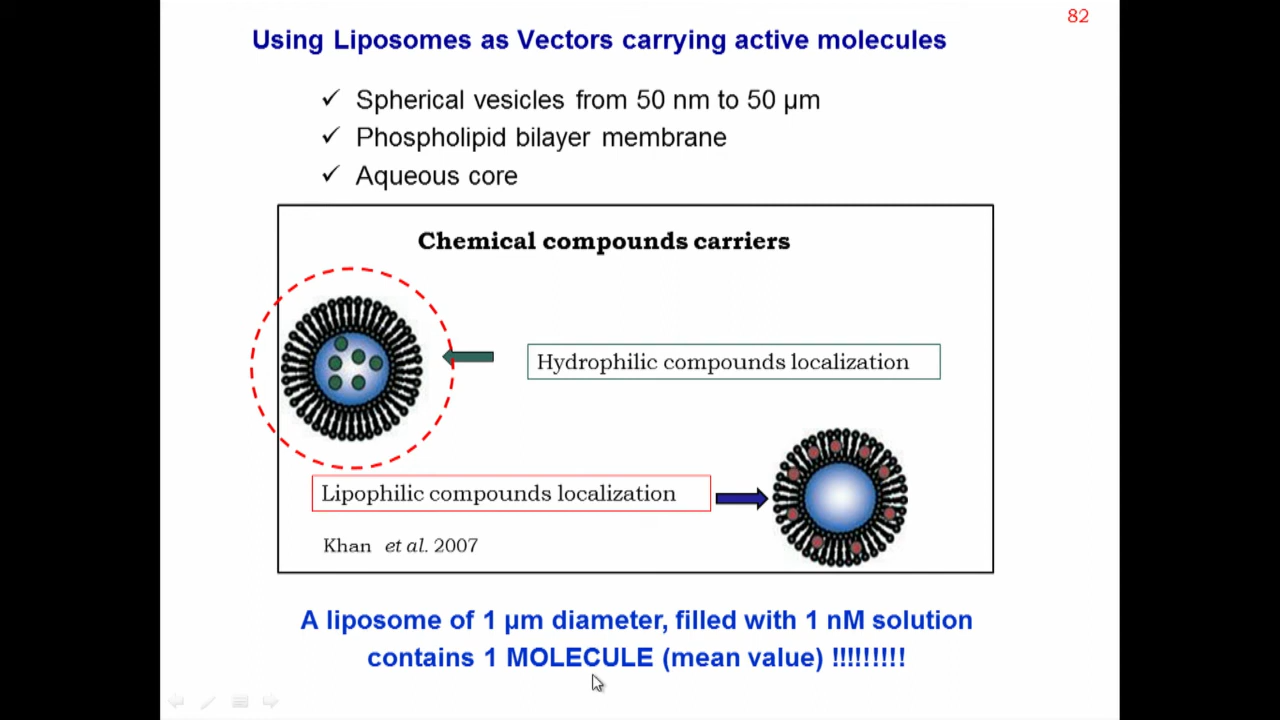 82
Using Liposomes as Vectors carrying active molecules
✓ Spherical vesicles from 50 nm to 50 µm
✓ Phospholipid bilayer membrane
✓ Aqueous core
Chemical compounds carriers
Hydrophilic compounds localization
Lipophilic compounds localization
Khan et al. 2007
A liposome of 1 µm diameter, filled with 1 nM solution
contains 1 MOLECULE (mean value) !!!!!!!!!